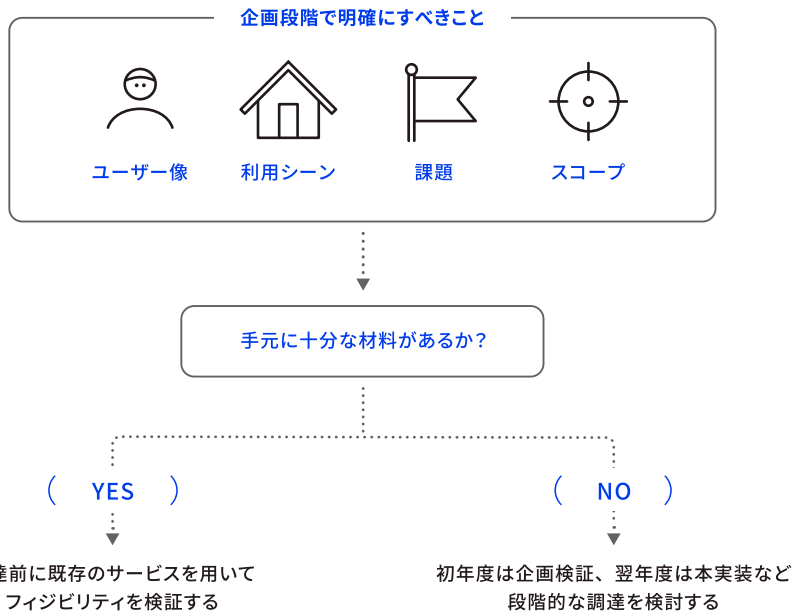 企画段階で明確にすべきこと
ユーザー像
利用シーン
課題
スコープ
手元に十分な材料があるか?
YES
NO
前に既存のサービスを用いて
フィジビリティを検証する
初年度は企画検証、翌年度は本実装など
段階的な調達を検討する